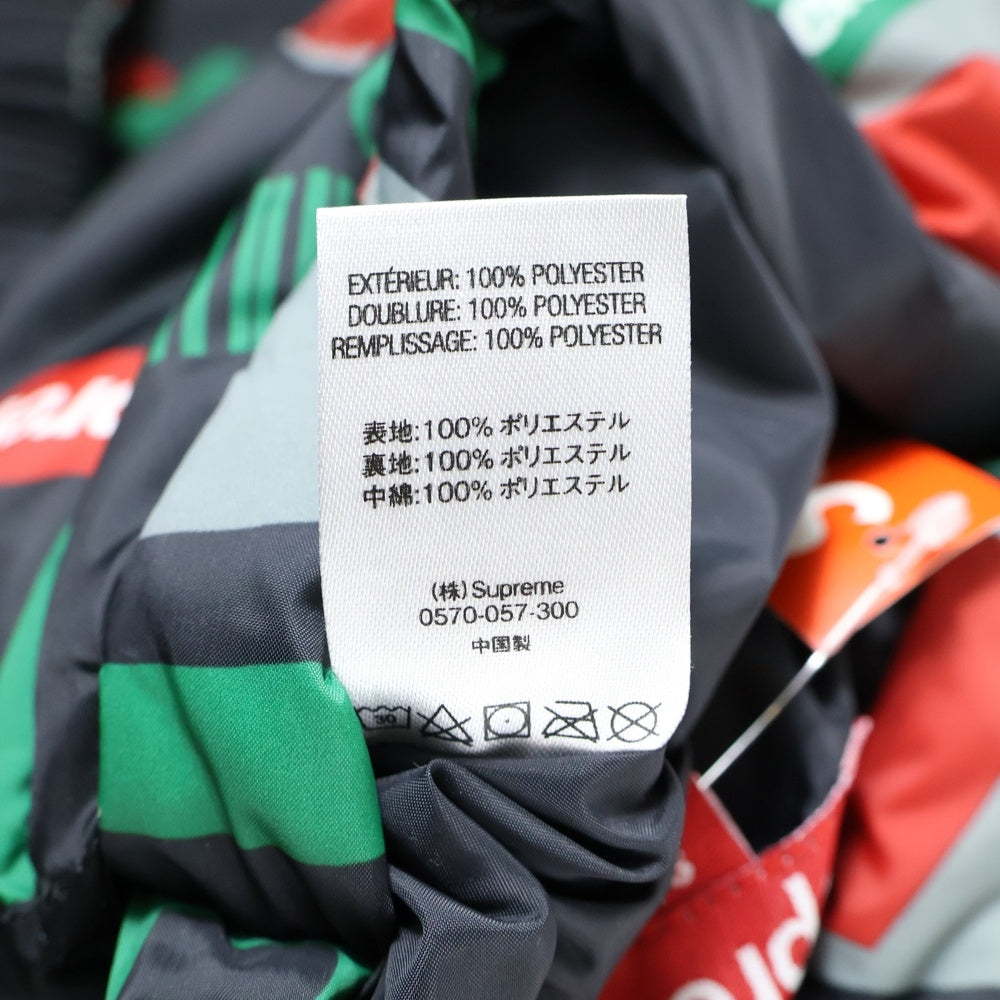 EXTÉRIEUR: 100% POLYESTER
DOUBLURE: 100% POLYESTER
REMPLISSAGE: 100% POLYESTER
表地:100% ポリエステル
裏地:100% ポリエステル
中綿:100% ポリエステル
(株)Supreme
0570-057-300
中国製
30